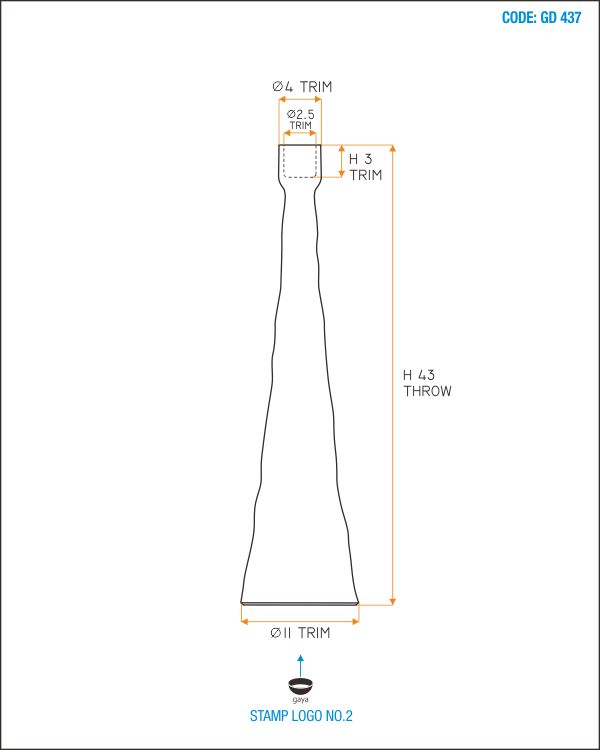 CODE: GD 437
Ø4 TRIM
Ø2.5
TRIM
H 3
TRIM
H 43
THROW
Ø11 TRIM
gaya
STAMP LOGO NO.2